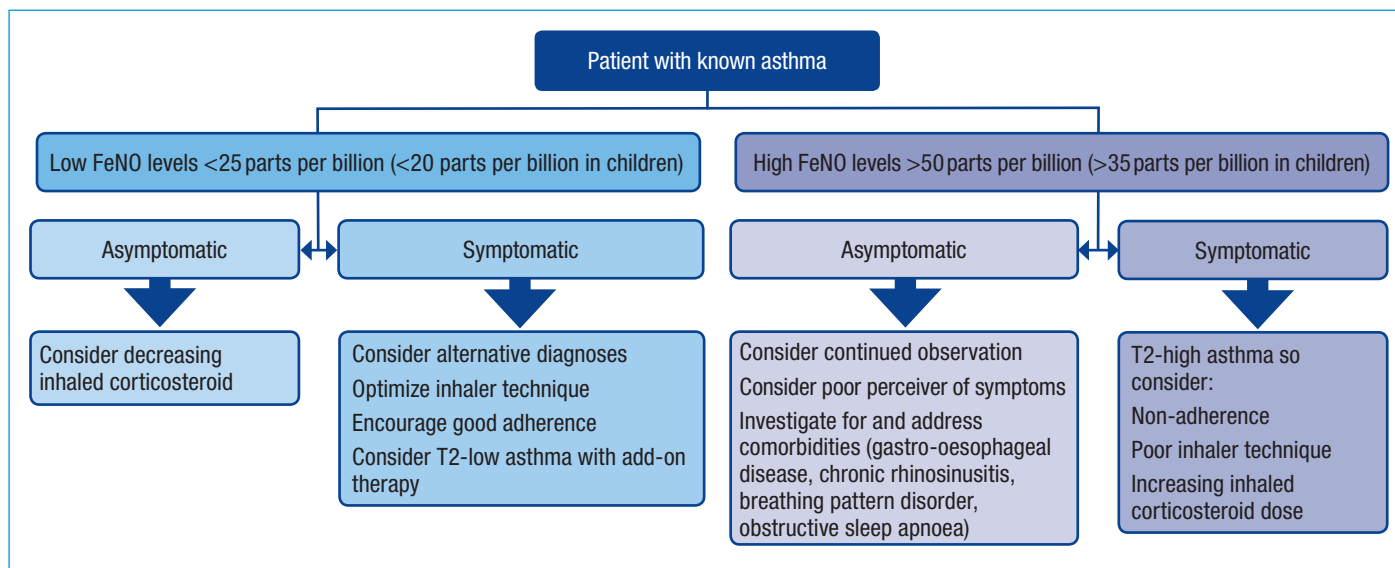 Patient with known asthma
Low FeNO levels <25 parts per billion (<20 parts per billion in children)
High FeNO levels >50 parts per billion (>35 parts per billion in children)
Asymptomatic
Symptomatic
Asymptomatic
Symptomatic
Consider decreasing
inhaled corticosteroid
Consider alternative diagnoses
Optimize inhaler technique
Encourage good adherence
Consider T2-low asthma with add-on
therapy
Consider continued observation
Consider poor perceiver of symptoms
Investigate for and address
comorbidities (gastro-oesophageal
disease, chronic rhinosinusitis,
breathing pattern disorder,
obstructive sleep apnoea)
T2-high asthma so
consider:
Non-adherence
Poor inhaler technique
Increasing inhaled
corticosteroid dose